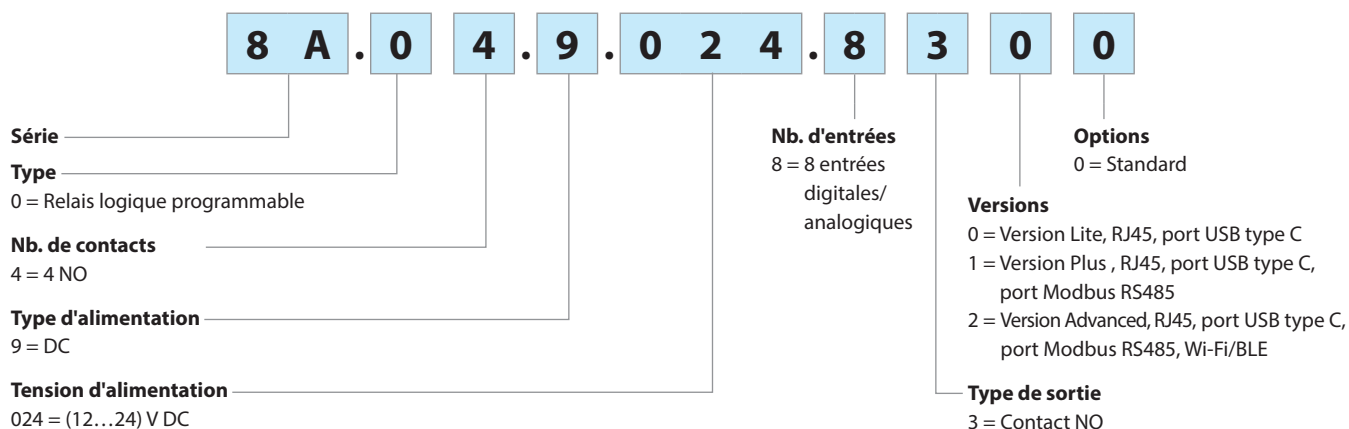 8 A . 0 4 . 9 . 0 2 4 . 8 3 0 0
Série
Type
0 = Relais logique programmable
Nb. de contacts
4 = 4 NO
Type d'alimentation
9 = DC
Tension d'alimentation
024 = (12…24) V DC
Nb. d'entrées
8 = 8 entrées
digitales/
analogiques
Options
0 = Standard
Versions
0 = Version Lite, RJ45, port USB type C
1 = Version Plus , RJ45, port USB type C,
port Modbus RS485
2 = Version Advanced, RJ45, port USB type C,
port Modbus RS485, Wi-Fi/BLE
Type de sortie
3 = Contact NO